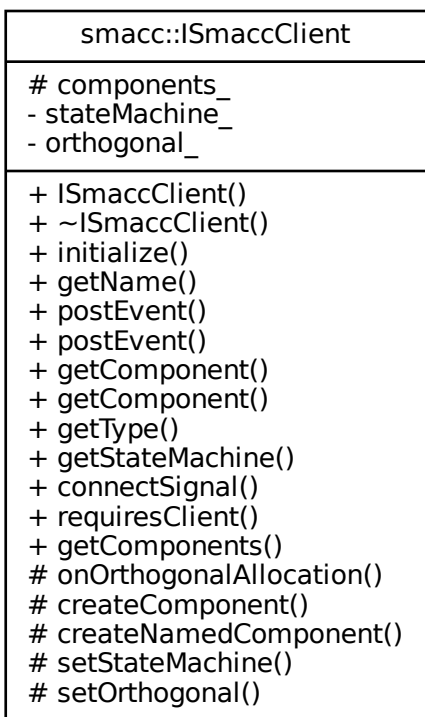 smacc::ISmaccClient
# components_
- stateMachine_
- orthogonal_
+ ISmaccClient()
+ ~ISmaccClient()
+ initialize()
+ getName()
+ postEvent()
+ postEvent()
+ getComponent()
+ getComponent()
+ getType()
+ getStateMachine()
+ connectSignal()
+ requiresClient()
+ getComponents()
# onOrthogonalAllocation()
# createComponent()
# createNamedComponent()
# setStateMachine()
# setOrthogonal()